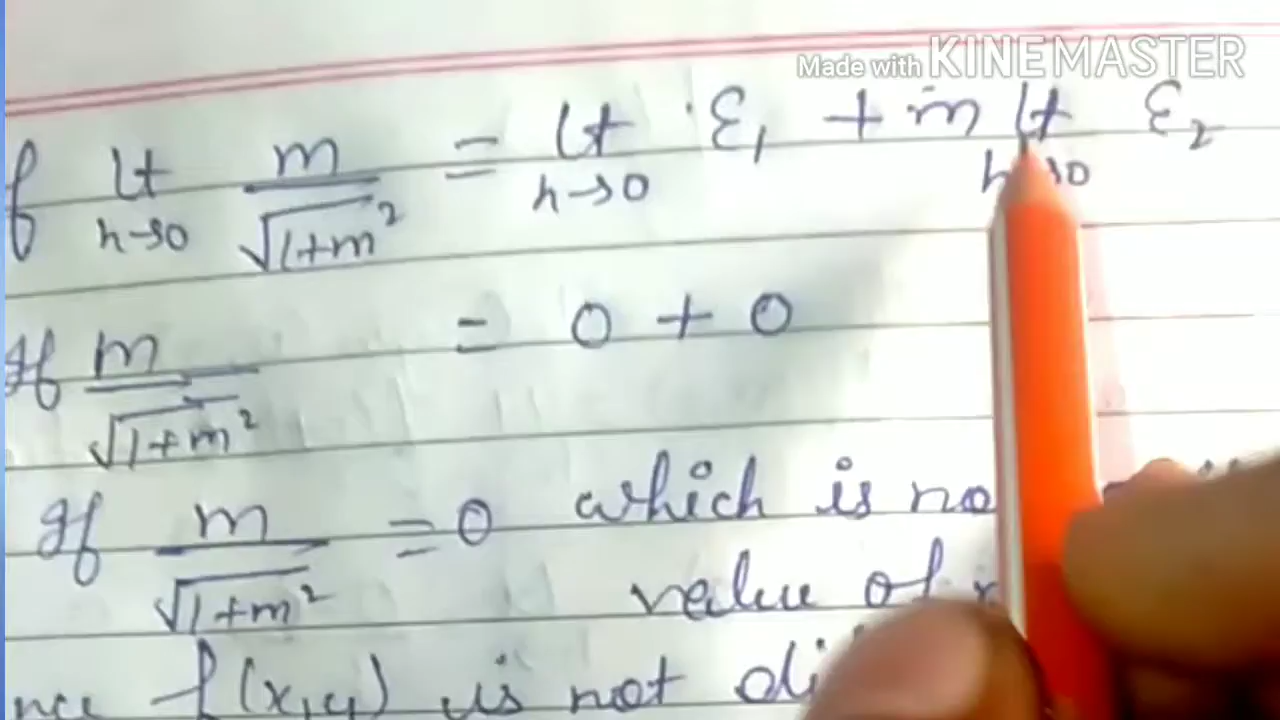 Made with KINEMASTER
f lt h→0 m/√1+m² = lt h→0 ε₁ + m lt h→0 ε₂
If m/√1+m² = 0 + 0
If m/√1+m² = 0 which is no
value of
f(x,y) is not